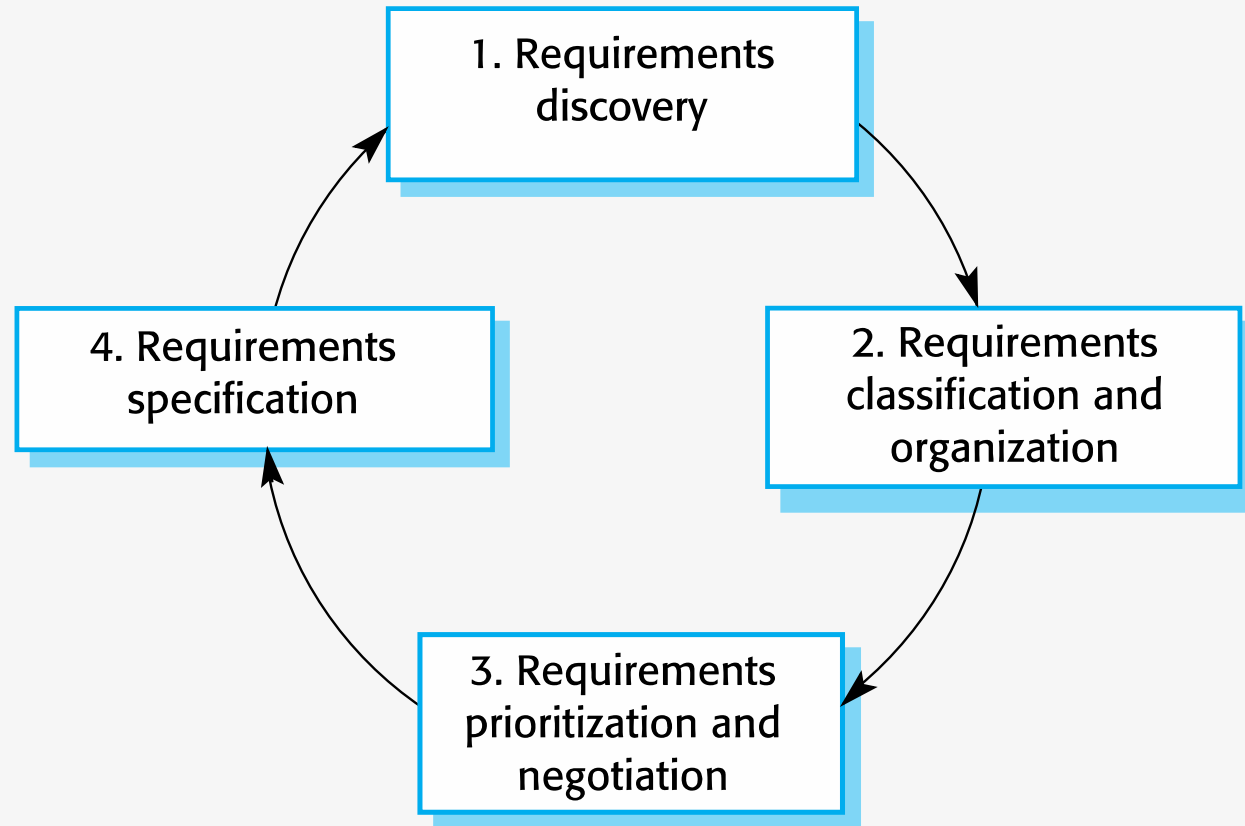 1. Requirements
discovery
2. Requirements
classification and
organization
3. Requirements
prioritization and
negotiation
4. Requirements
specification